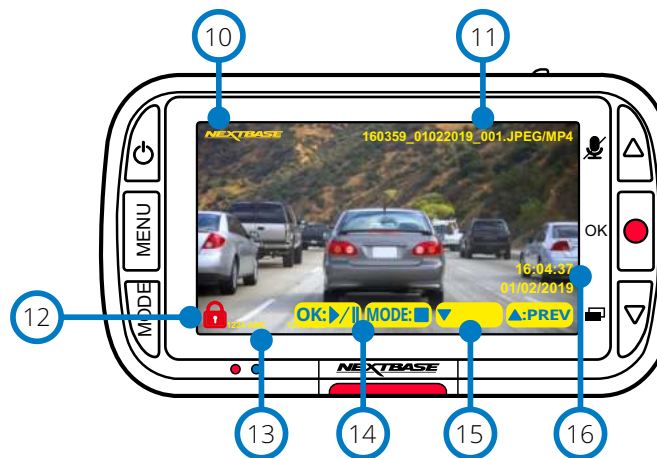 10
11
NEXTBASE
160359_01022019_001.JPEG/MP4
MENU
OK
16:04:37
01/02/2019
MODE
12
OK: MODE: :PREV
NEXTBASE
16
13
14
15